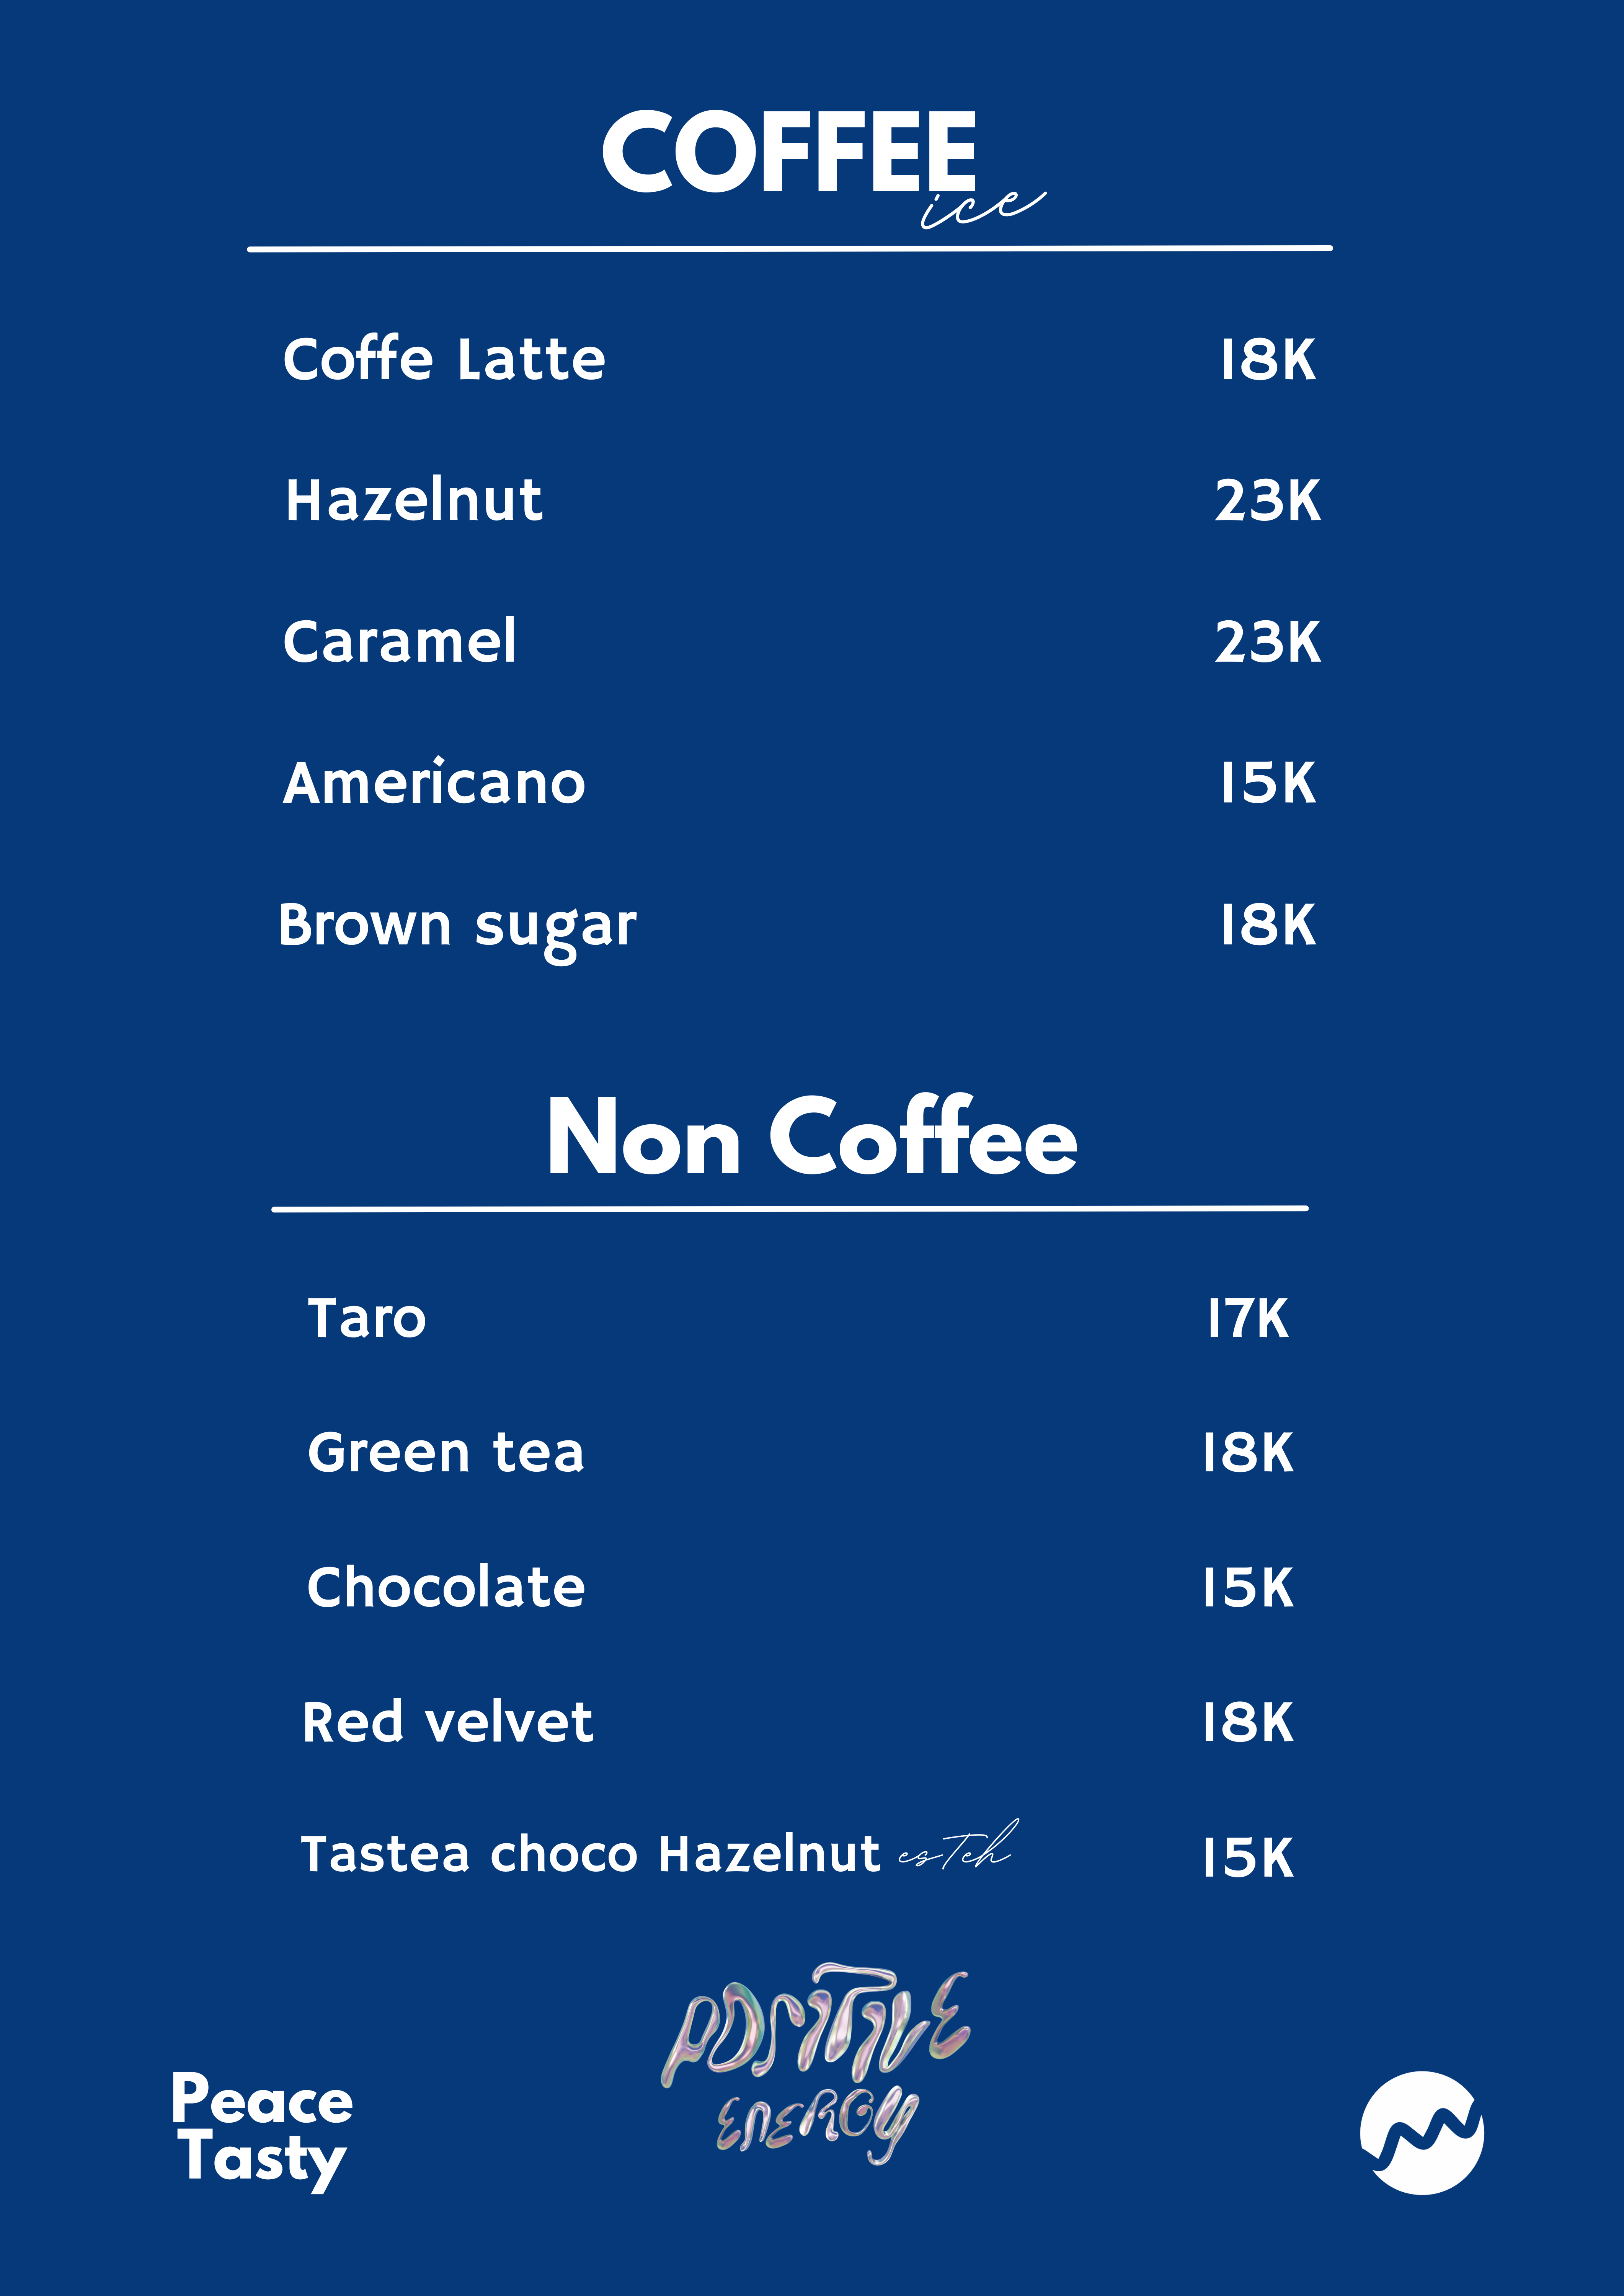 COFFEE
ice
Coffe Latte 18K
Hazelnut 23K
Caramel 23K
Americano 15K
Brown sugar 18K
Non Coffee
Taro 17K
Green tea 18K
Chocolate 15K
Red velvet 18K
Tastea choco Hazelnut esTeh 15K
POSITIVE
ENERGY
Peace
Tasty